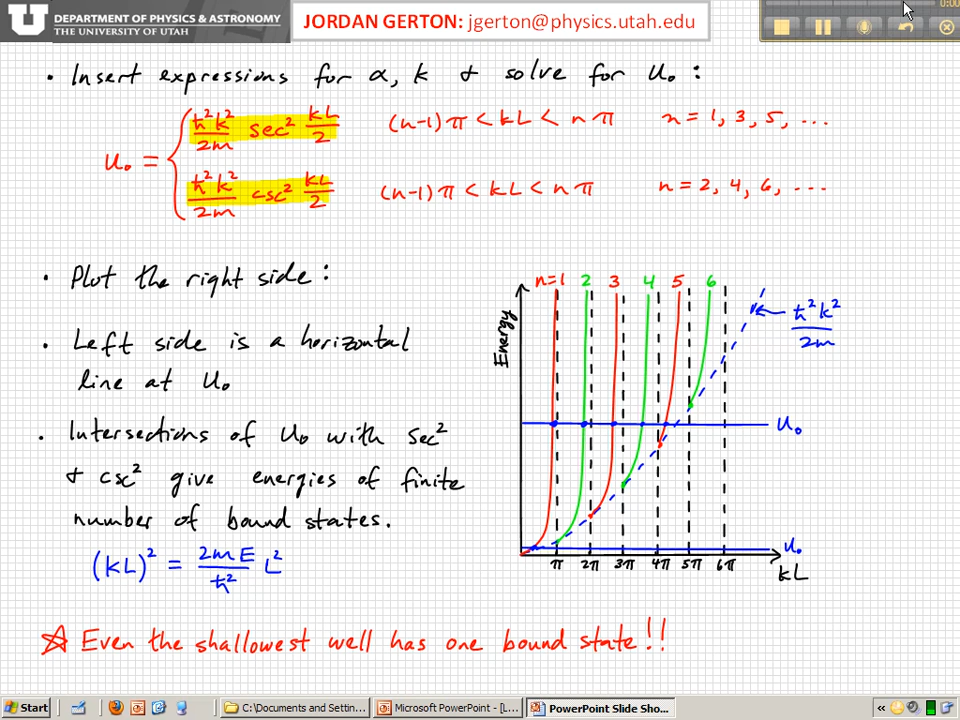 U DEPARTMENT OF PHYSICS & ASTRONOMY
THE UNIVERSITY OF UTAH
JORDAN GERTON: jgerton@physics.utah.edu
0:00
· Insert expressions for α, k & solve for U₀ :
U₀ = { ħ²k²/2m sec² kL/2 (n-1)π < kL < nπ n = 1, 3, 5, ...
ħ²k²/2m csc² kL/2 (n-1)π < kL < nπ n = 2, 4, 6, ...
· Plot the right side :
· Left side is a horizontal
line at U₀
· Intersections of U₀ with sec²
& csc² give energies of finite
number of bound states.
(kL)² = 2mE/ħ² L²
n=1 2 3 4 5 6
Energy
ħ²k²/2m
U₀
U₀
π 2π 3π 4π 5π 6π
kL
☆ Even the shallowest well has one bound state!!
Start
C:\Documents and Settin...
Microsoft PowerPoint - [L...
PowerPoint Slide Sho...
«